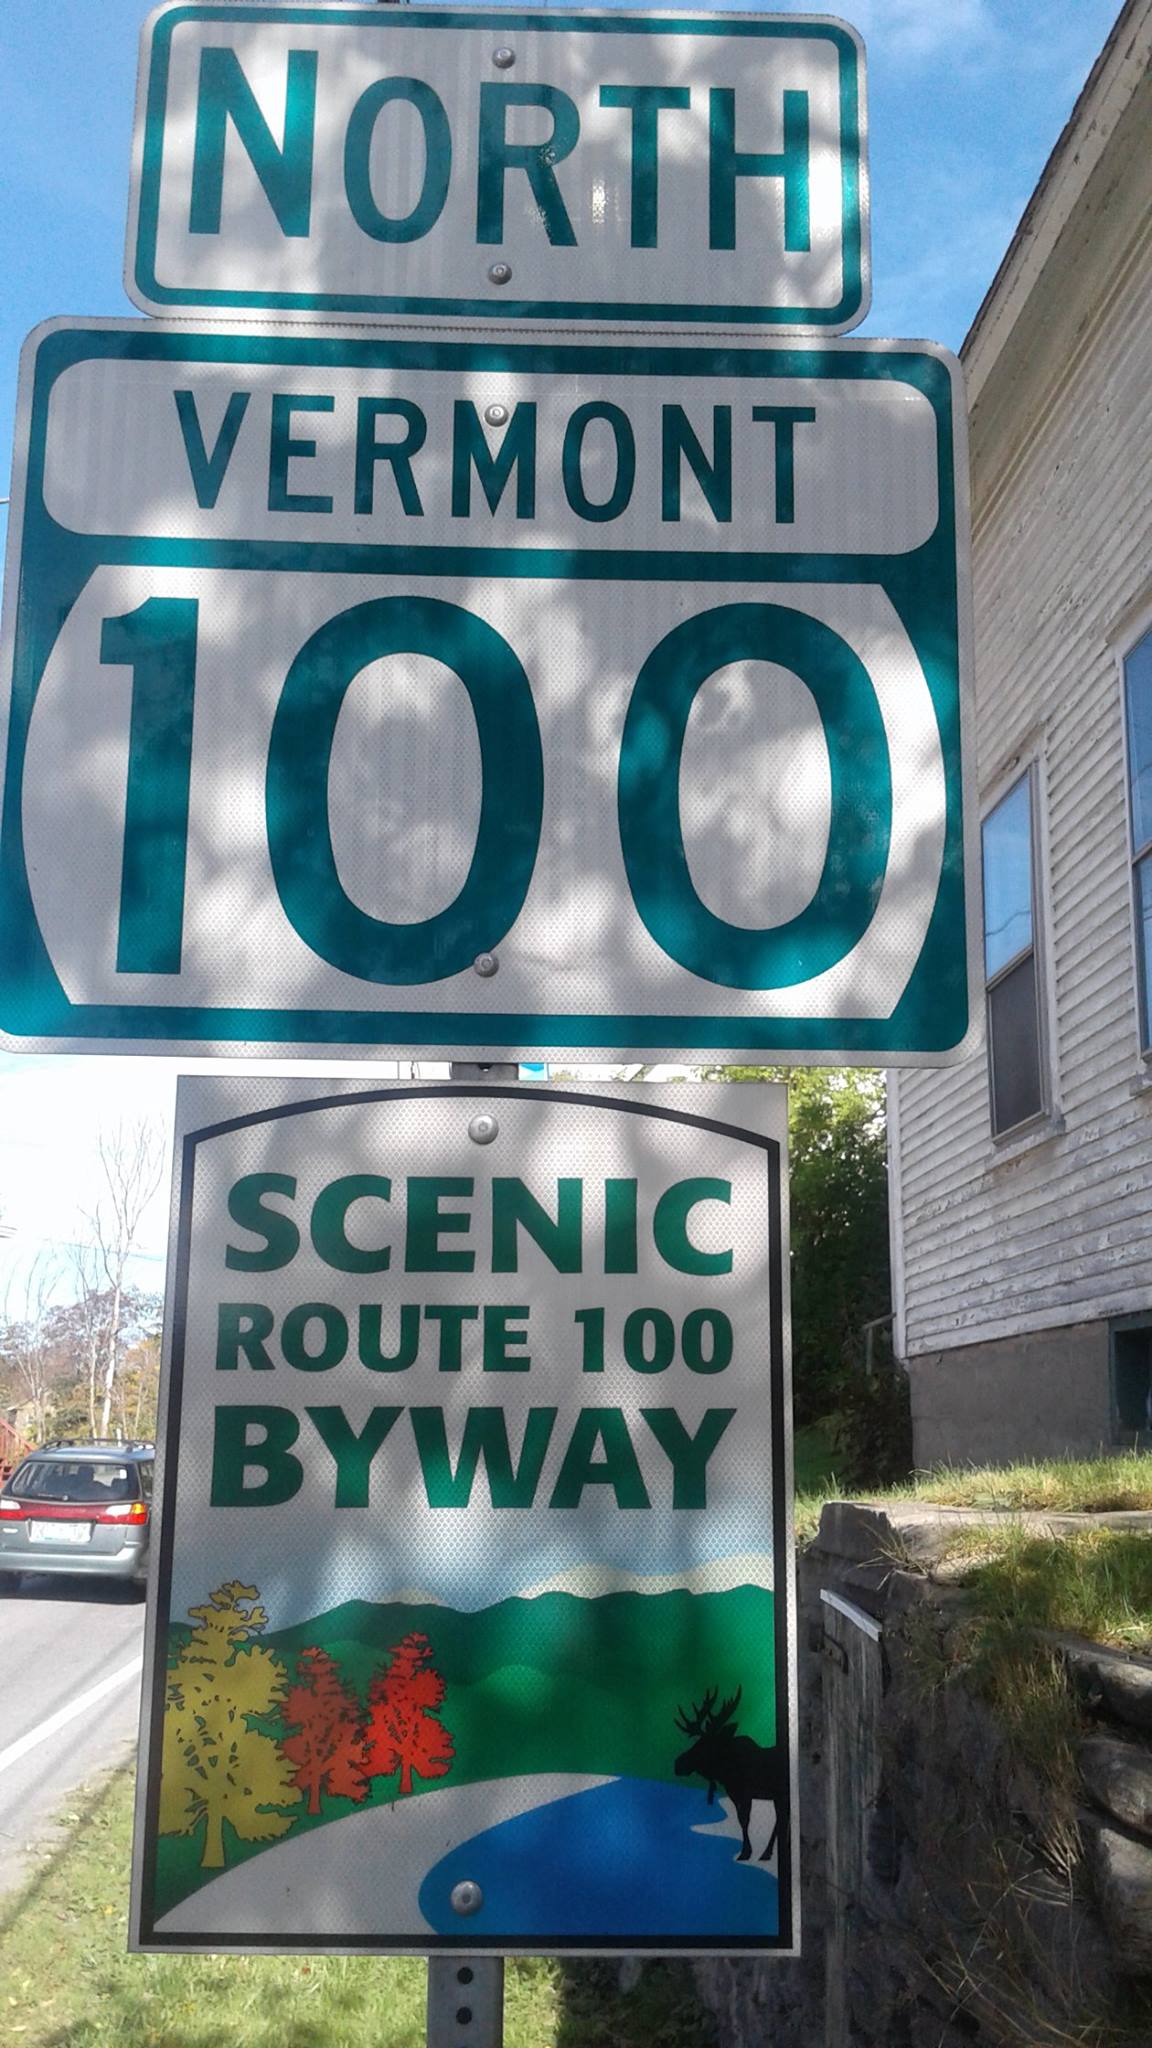 NORTH
VERMONT
100
SCENIC
ROUTE 100
BYWAY